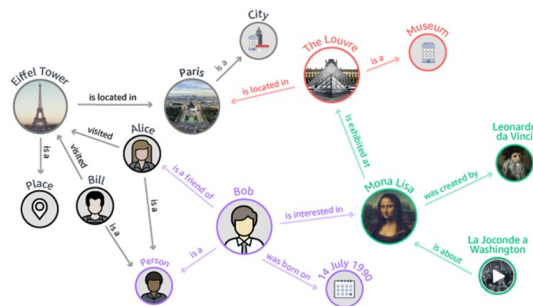 City
is a
The Louvre
Museum
is a
Eiffel Tower
Paris
is located in
is located in
Leonardo
da Vinci
visited
Alice
is exhibited at
is a
visited
is a friend of
was created by
Place
Bill
Bob
Mona Lisa
is interested in
is a
is a
La Joconde a
Washington
is a
is about
Person
was born on
14 July 1990